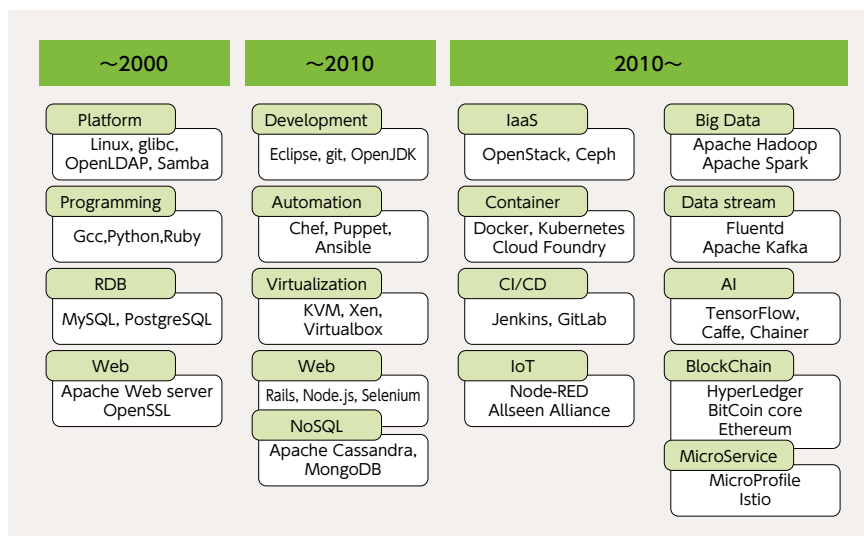 ～2000
Platform
Linux, glibc,
OpenLDAP, Samba
Programming
Gcc,Python,Ruby
RDB
MySQL, PostgreSQL
Web
Apache Web server
OpenSSL
～2010
Development
Eclipse, git, OpenJDK
Automation
Chef, Puppet,
Ansible
Virtualization
KVM, Xen,
Virtualbox
Web
Rails, Node.js, Selenium
NoSQL
Apache Cassandra,
MongoDB
2010～
IaaS
OpenStack, Ceph
Container
Docker, Kubernetes
Cloud Foundry
CI/CD
Jenkins, GitLab
IoT
Node-RED
Allseen Alliance
Big Data
Apache Hadoop
Apache Spark
Data stream
Fluentd
Apache Kafka
AI
TensorFlow,
Caffe, Chainer
BlockChain
HyperLedger
BitCoin core
Ethereum
MicroService
MicroProfile
Istio